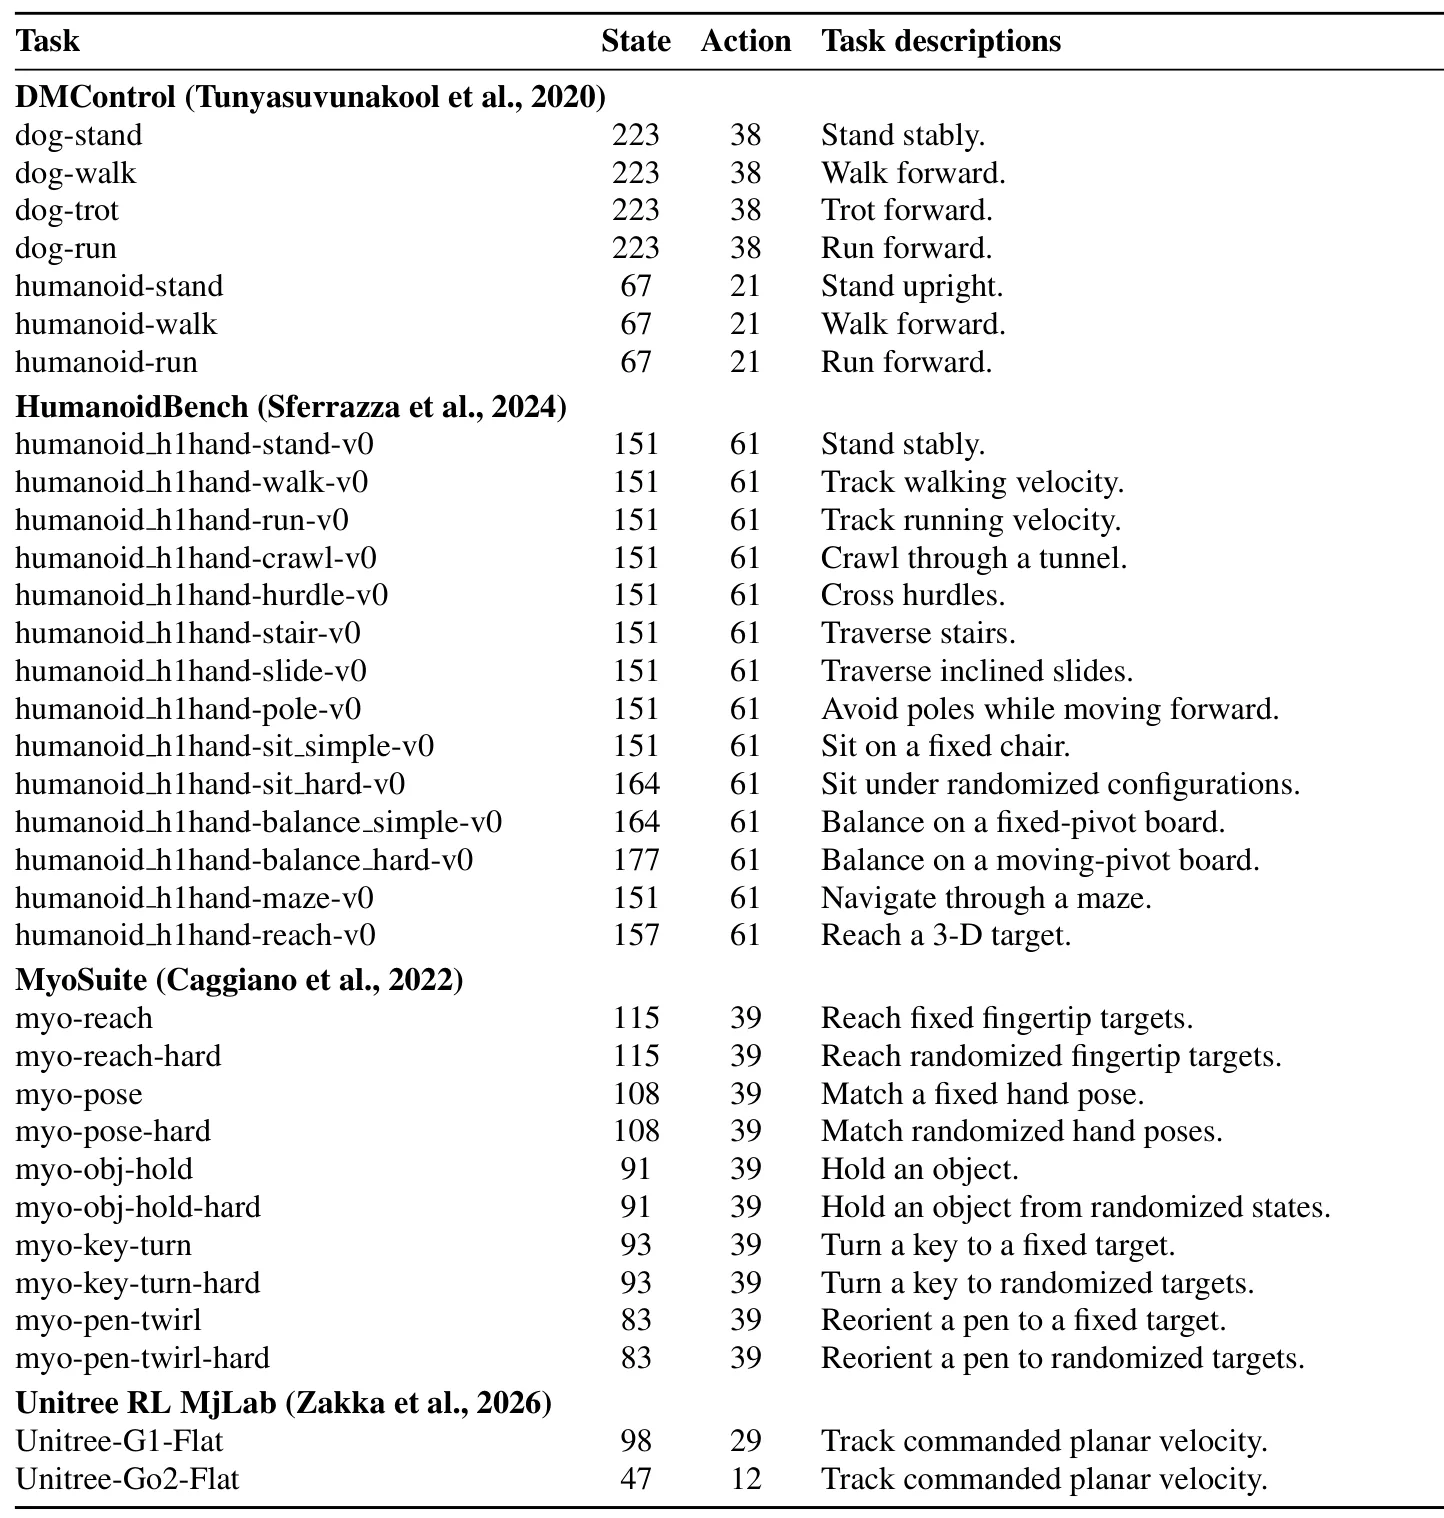 Task State Action Task descriptions
DMControl (Tunyasuvunakool et al., 2020)
dog-stand 223 38 Stand stably.
dog-walk 223 38 Walk forward.
dog-trot 223 38 Trot forward.
dog-run 223 38 Run forward.
humanoid-stand 67 21 Stand upright.
humanoid-walk 67 21 Walk forward.
humanoid-run 67 21 Run forward.
HumanoidBench (Sferrazza et al., 2024)
humanoid_h1hand-stand-v0 151 61 Stand stably.
humanoid_h1hand-walk-v0 151 61 Track walking velocity.
humanoid_h1hand-run-v0 151 61 Track running velocity.
humanoid_h1hand-crawl-v0 151 61 Crawl through a tunnel.
humanoid_h1hand-hurdle-v0 151 61 Cross hurdles.
humanoid_h1hand-stair-v0 151 61 Traverse stairs.
humanoid_h1hand-slide-v0 151 61 Traverse inclined slides.
humanoid_h1hand-pole-v0 151 61 Avoid poles while moving forward.
humanoid_h1hand-sit_simple-v0 151 61 Sit on a fixed chair.
humanoid_h1hand-sit_hard-v0 164 61 Sit under randomized configurations.
humanoid_h1hand-balance_simple-v0 164 61 Balance on a fixed-pivot board.
humanoid_h1hand-balance_hard-v0 177 61 Balance on a moving-pivot board.
humanoid_h1hand-maze-v0 151 61 Navigate through a maze.
humanoid_h1hand-reach-v0 157 61 Reach a 3-D target.
MyoSuite (Caggiano et al., 2022)
myo-reach 115 39 Reach fixed fingertip targets.
myo-reach-hard 115 39 Reach randomized fingertip targets.
myo-pose 108 39 Match a fixed hand pose.
myo-pose-hard 108 39 Match randomized hand poses.
myo-obj-hold 91 39 Hold an object.
myo-obj-hold-hard 91 39 Hold an object from randomized states.
myo-key-turn 93 39 Turn a key to a fixed target.
myo-key-turn-hard 93 39 Turn a key to randomized targets.
myo-pen-twirl 83 39 Reorient a pen to a fixed target.
myo-pen-twirl-hard 83 39 Reorient a pen to randomized targets.
Unitree RL MjLab (Zakka et al., 2026)
Unitree-G1-Flat 98 29 Track commanded planar velocity.
Unitree-Go2-Flat 47 12 Track commanded planar velocity.